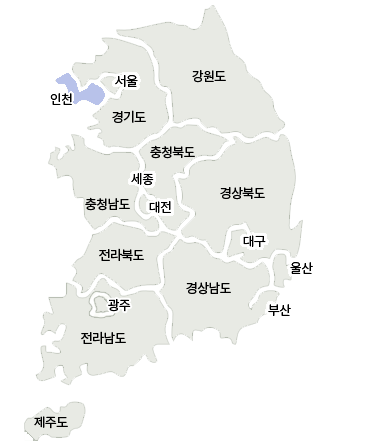 강원도
서울
인천
경기도
충청북도
세종
경상북도
충청남도
대전
대구
전라북도
울산
경상남도
광주
부산
전라남도
제주도